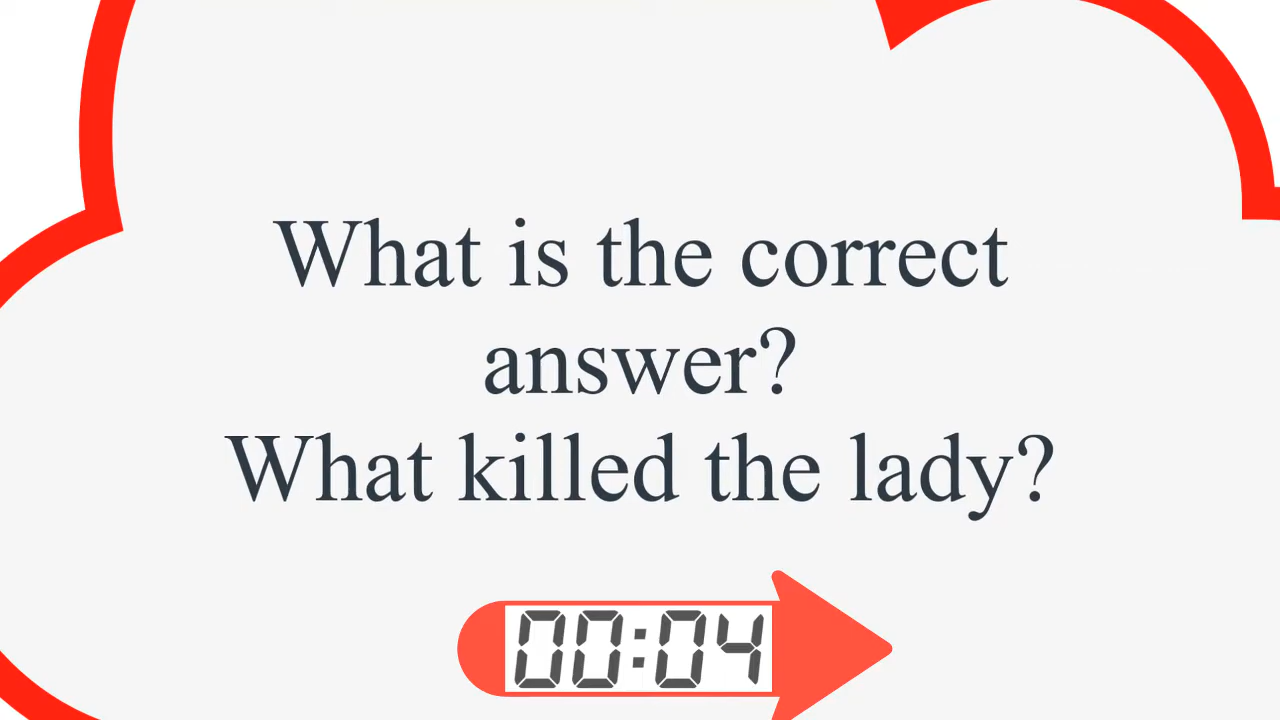 What is the correct
answer?
What killed the lady?
00:04